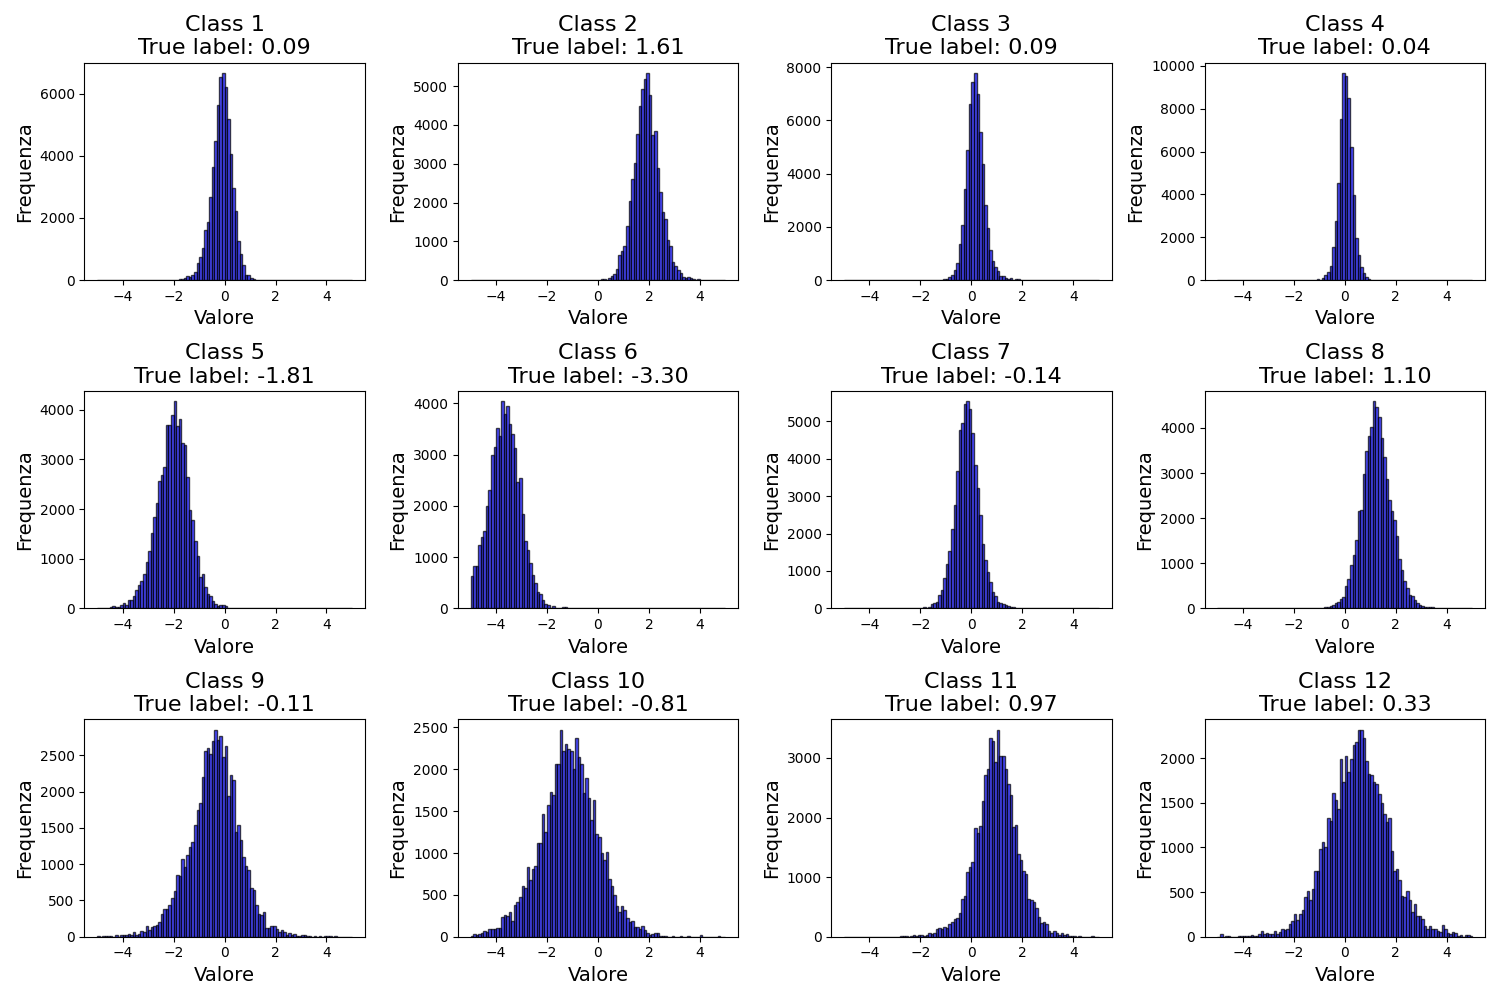 Class 1
True label: 0.09
Class 2
True label: 1.61
Class 3
True label: 0.09
Class 4
True label: 0.04
Frequenza
6000
4000
2000
0
−4 −2 0 2 4
Valore
Frequenza
5000
4000
3000
2000
1000
0
−4 −2 0 2 4
Valore
Frequenza
8000
6000
4000
2000
0
−4 −2 0 2 4
Valore
Frequenza
10000
8000
6000
4000
2000
0
−4 −2 0 2 4
Valore
Class 5
True label: -1.81
Class 6
True label: -3.30
Class 7
True label: -0.14
Class 8
True label: 1.10
Frequenza
4000
3000
2000
1000
0
−4 −2 0 2 4
Valore
Frequenza
4000
3000
2000
1000
0
−4 −2 0 2 4
Valore
Frequenza
5000
4000
3000
2000
1000
0
−4 −2 0 2 4
Valore
Frequenza
4000
3000
2000
1000
0
−4 −2 0 2 4
Valore
Class 9
True label: -0.11
Class 10
True label: -0.81
Class 11
True label: 0.97
Class 12
True label: 0.33
Frequenza
2500
2000
1500
1000
500
0
−4 −2 0 2 4
Valore
Frequenza
2500
2000
1500
1000
500
0
−4 −2 0 2 4
Valore
Frequenza
3000
2000
1000
0
−4 −2 0 2 4
Valore
Frequenza
2000
1500
1000
500
0
−4 −2 0 2 4
Valore